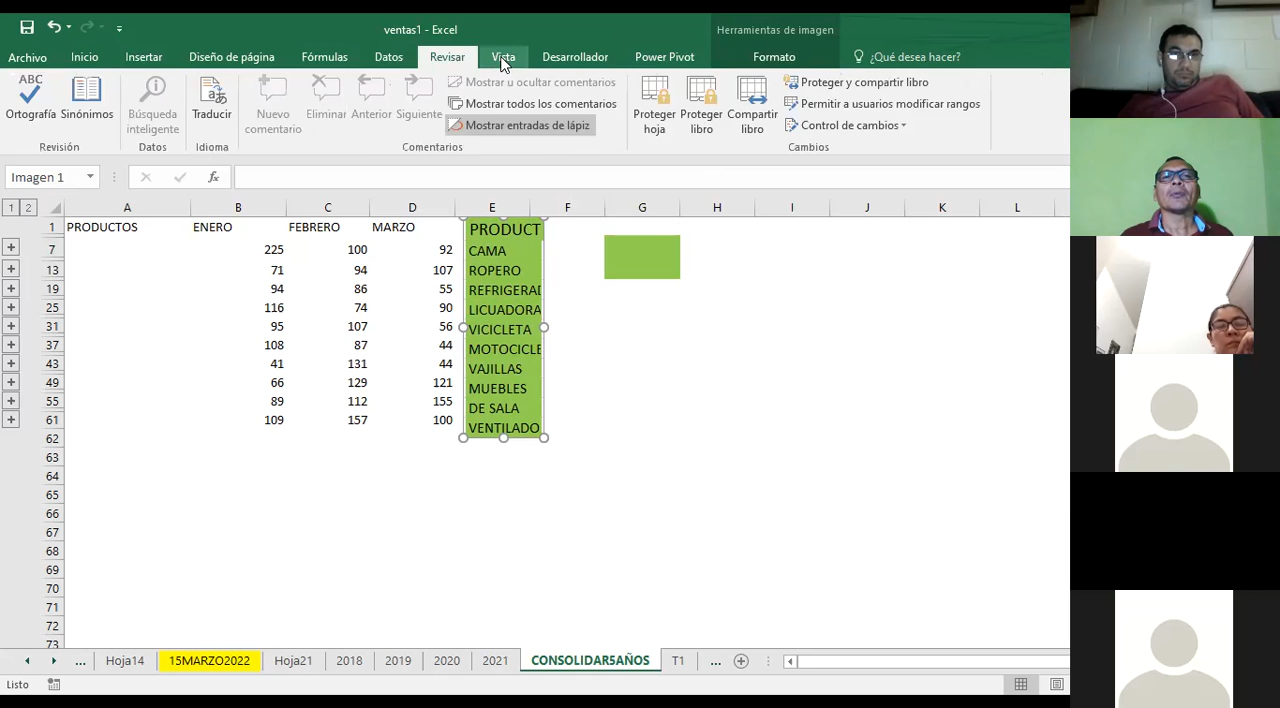 ventas1 - Excel
Herramientas de imagen
Archivo Inicio Insertar Diseño de página Fórmulas Datos Revisar Vista Desarrollador Power Pivot Formato ¿Qué desea hacer?
ABC
Ortografía Sinónimos Búsqueda inteligente Traducir Nuevo comentario Eliminar Anterior Siguiente
Mostrar u ocultar comentarios
Mostrar todos los comentarios
Mostrar entradas de lápiz
Proteger hoja Proteger libro Compartir libro
Proteger y compartir libro
Permitir a usuarios modificar rangos
Control de cambios
Revisión Datos Idioma Comentarios Cambios
Imagen 1 fx
1 2 A B C D E F G H I J K L
1 PRODUCTOS ENERO FEBRERO MARZO PRODUCT
7 225 100 92 CAMA
13 71 94 107 ROPERO
19 94 86 55 REFRIGERAD
25 116 74 90 LICUADORA
31 95 107 56 VICICLETA
37 108 87 44 MOTOCICLE
43 41 131 44 VAJILLAS
49 66 129 121 MUEBLES
55 89 112 155 DE SALA
61 109 157 100 VENTILADO
62
63
64
65
66
67
68
69
70
71
72
73
... Hoja14 15MARZO2022 Hoja21 2018 2019 2020 2021 CONSOLIDAR5AÑOS T1 ...
Listo